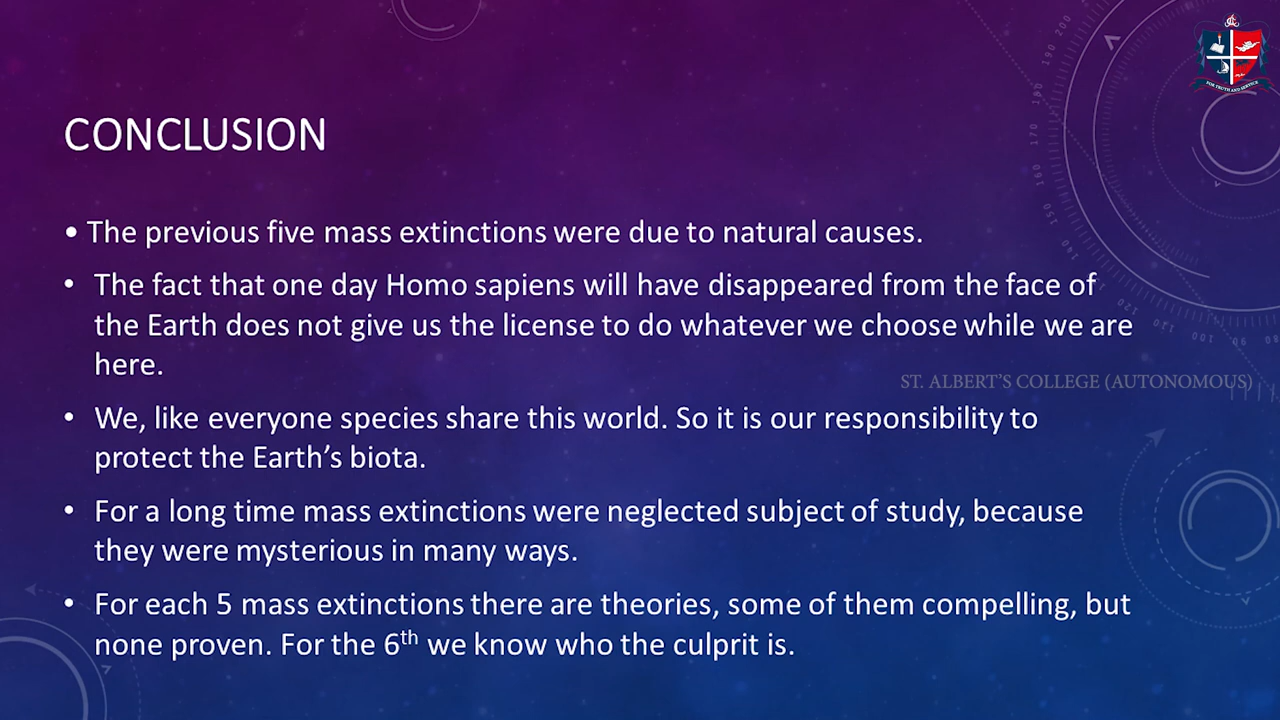 CONCLUSION
• The previous five mass extinctions were due to natural causes.
• The fact that one day Homo sapiens will have disappeared from the face of
the Earth does not give us the license to do whatever we choose while we are
here.
ST. ALBERT'S COLLEGE (AUTONOMOUS)
• We, like everyone species share this world. So it is our responsibility to
protect the Earth’s biota.
• For a long time mass extinctions were neglected subject of study, because
they were mysterious in many ways.
• For each 5 mass extinctions there are theories, some of them compelling, but
none proven. For the 6th we know who the culprit is.
FOR TRUTH AND SERVICE